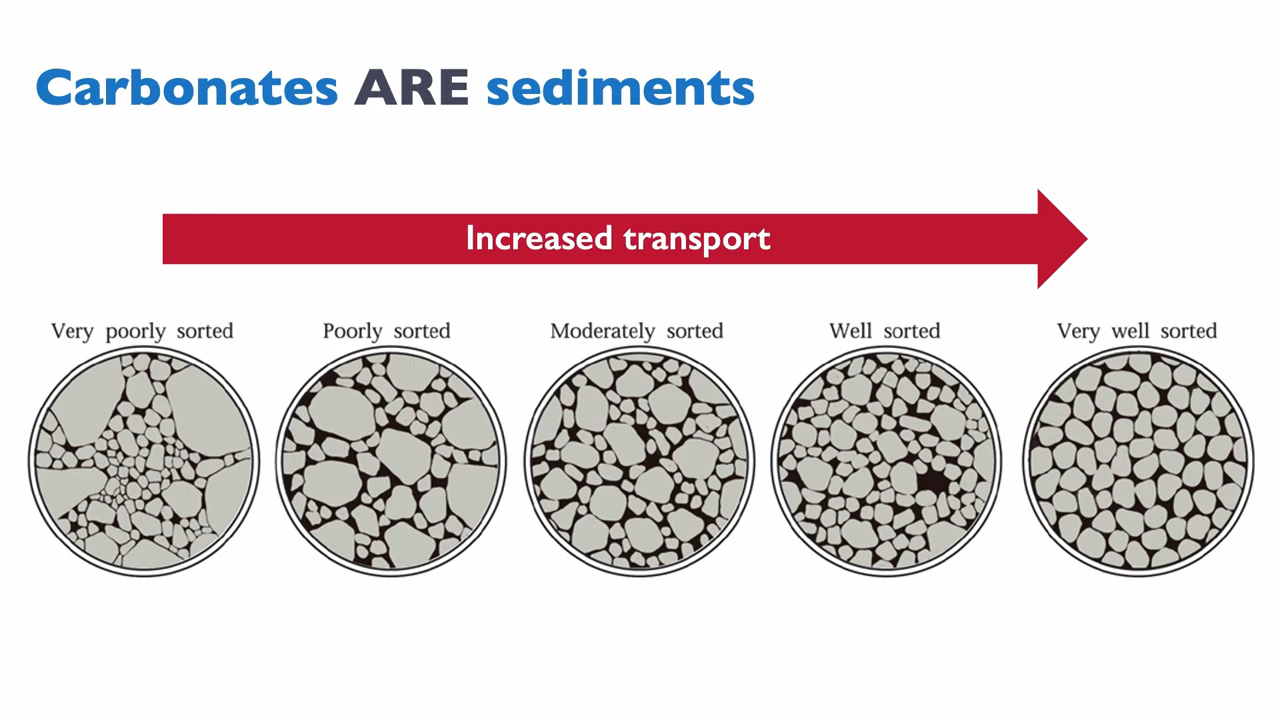 Carbonates ARE sediments
Increased transport
Very poorly sorted
Poorly sorted
Moderately sorted
Well sorted
Very well sorted